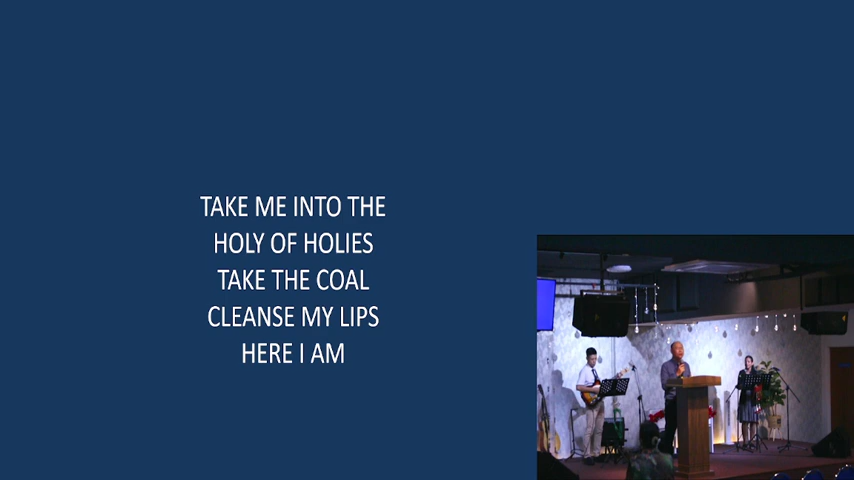 TAKE ME INTO THE
HOLY OF HOLIES
TAKE THE COAL
CLEANSE MY LIPS
HERE I AM